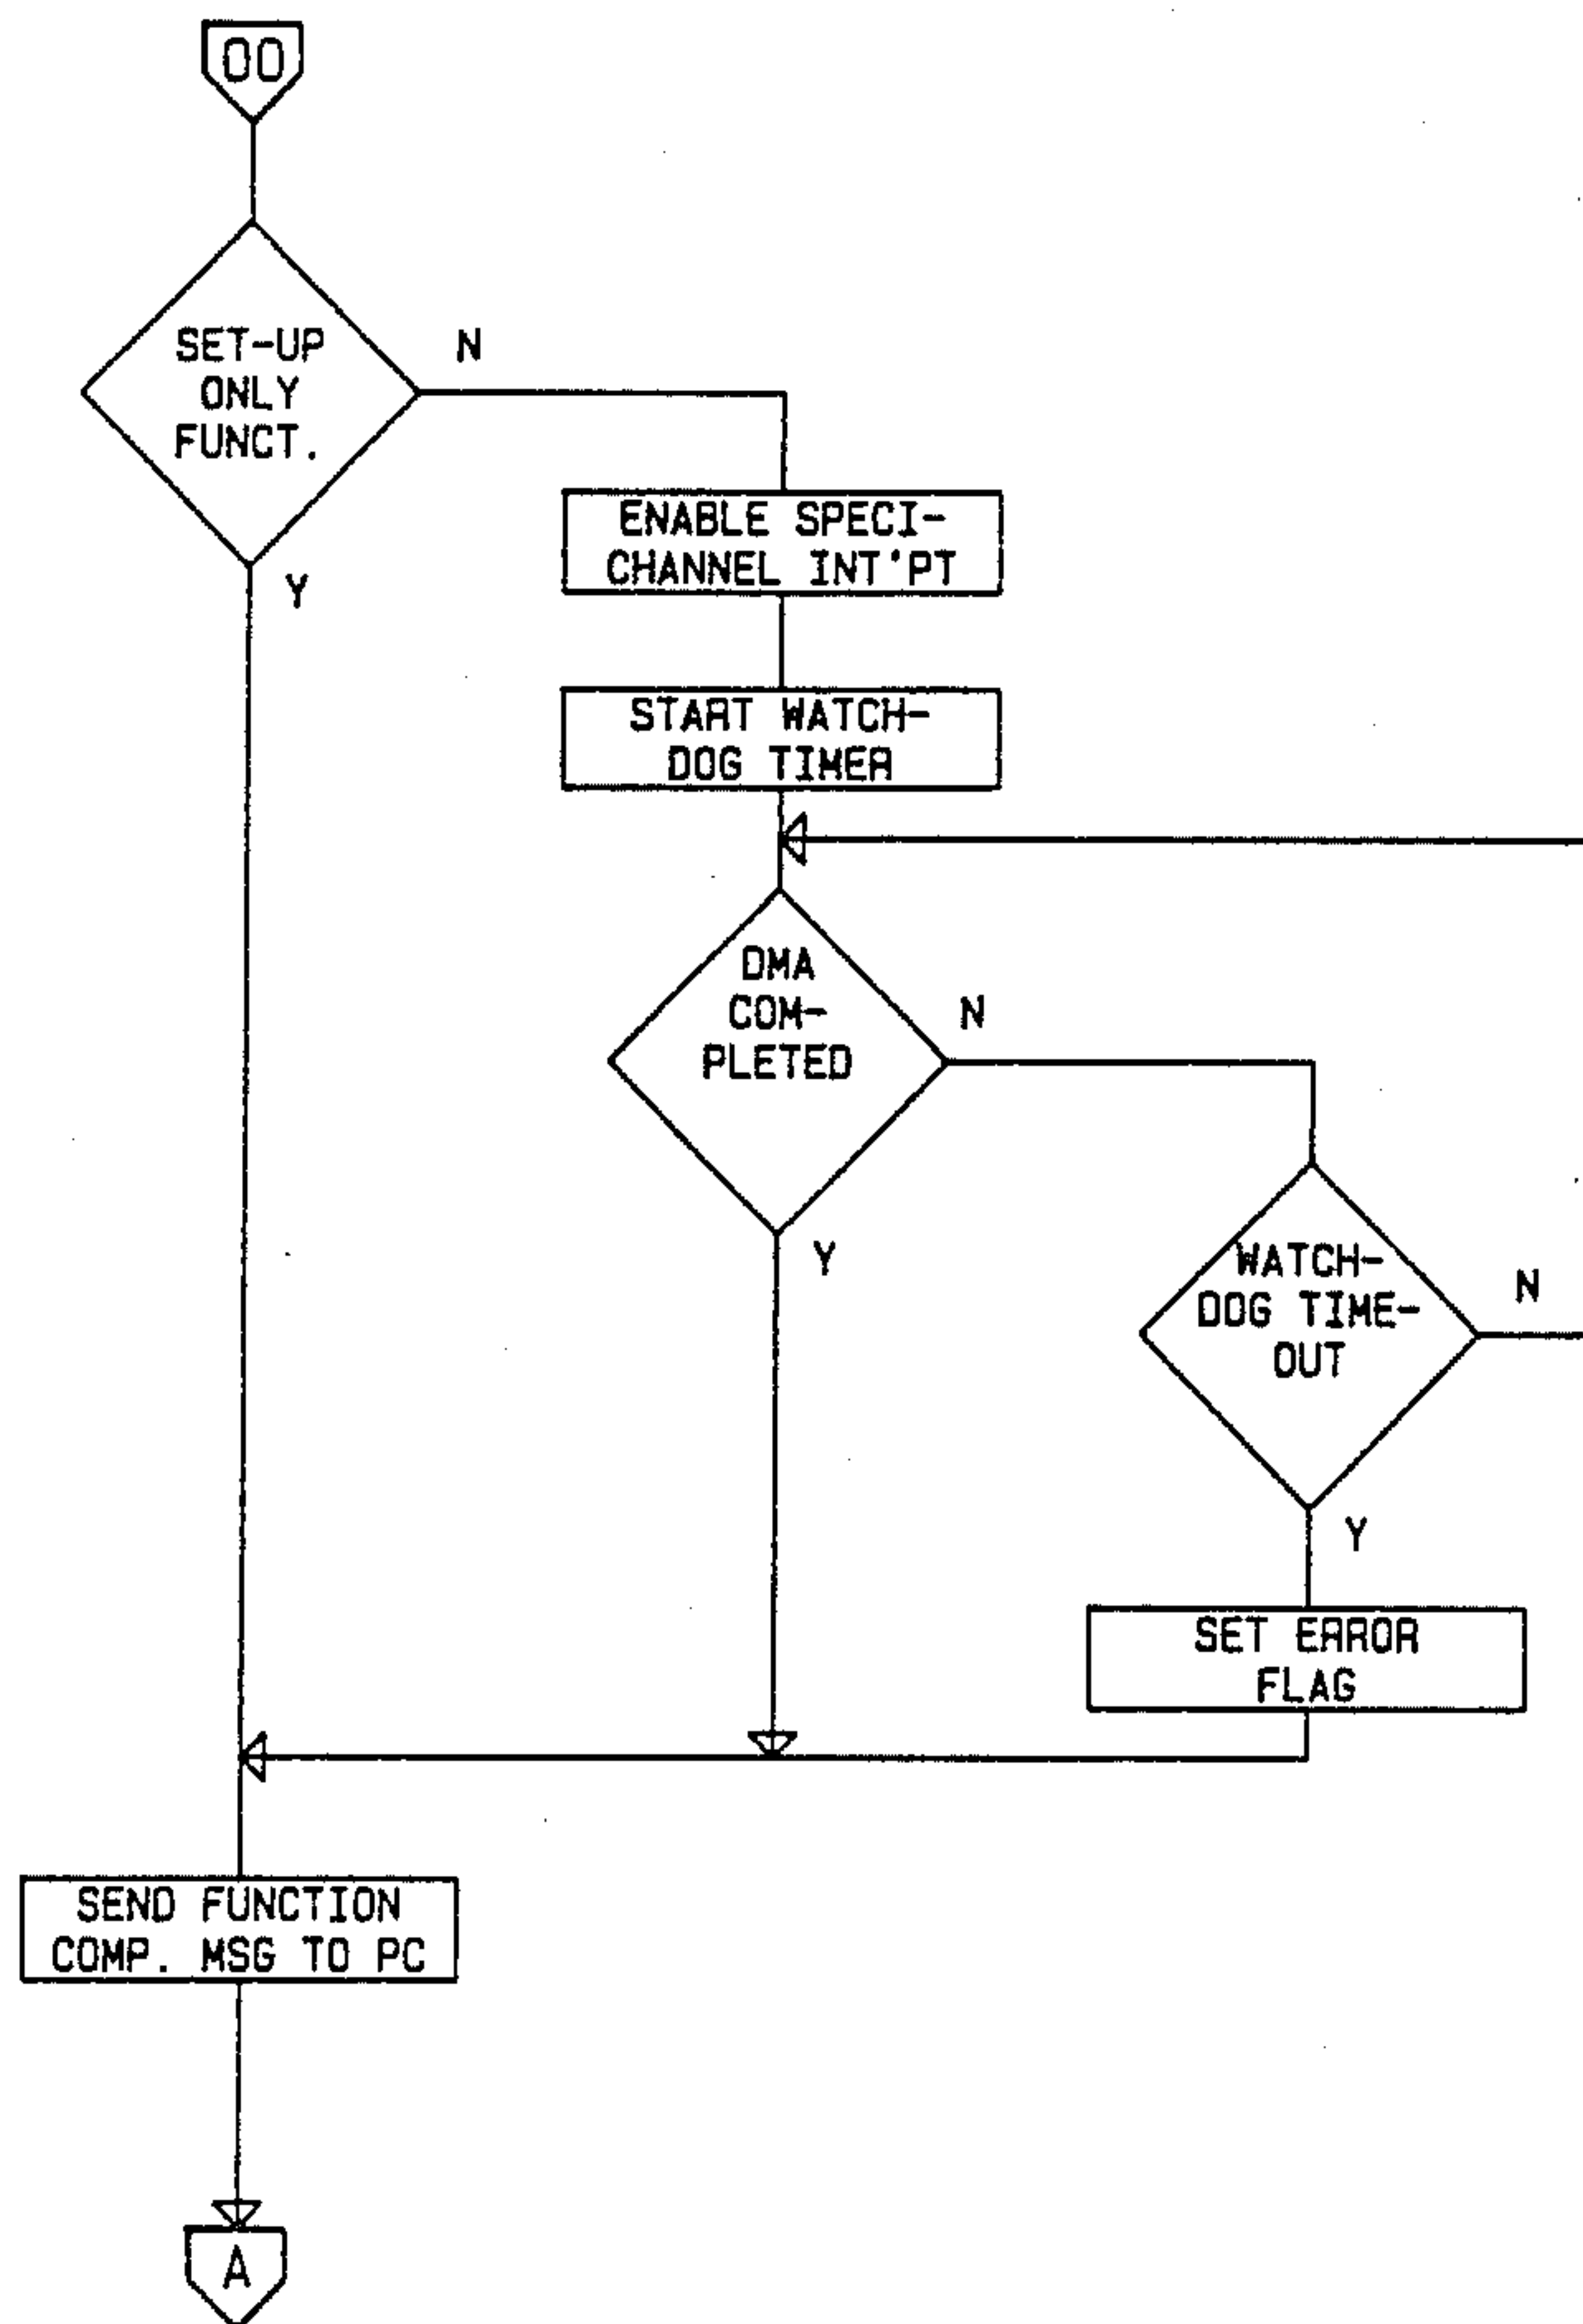 OO
SET-UP
ONLY
FUNCT.
N
Y
ENABLE SPECI-
CHANNEL INT'PT
START WATCH-
DOG TIMER
DMA
COM-
PLETED
N
Y
WATCH-
DOG TIME-
OUT
N
Y
SET ERROR
FLAG
SEND FUNCTION
COMP. MSG TO PC
A